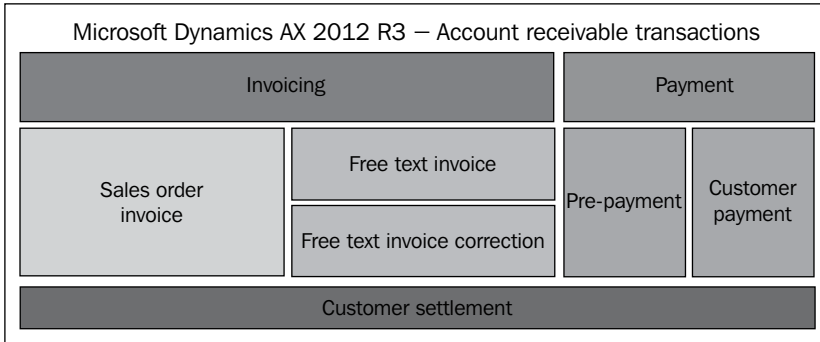 Microsoft Dynamics AX 2012 R3 – Account receivable transactions
Invoicing
Payment
Sales order
invoice
Free text invoice
Free text invoice correction
Pre-payment
Customer
payment
Customer settlement